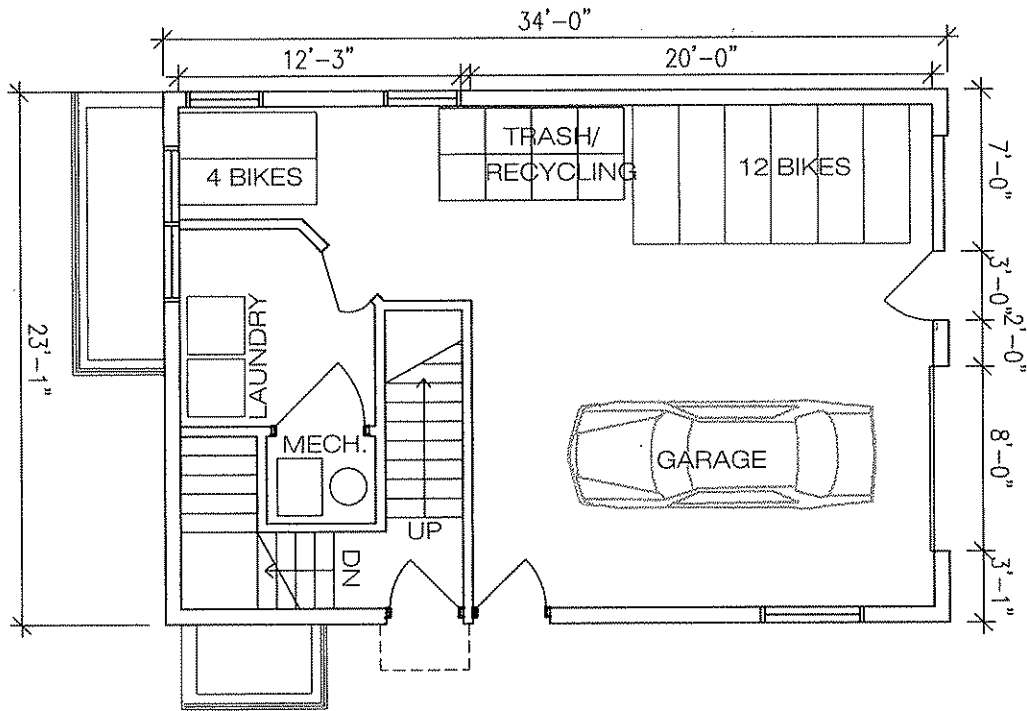 34'-0"
12'-3"
20'-0"
TRASH/
RECYCLING
4 BIKES
12 BIKES
7'-0"
3'-0"
2'-0"
23'-1"
LAUNDRY
MECH.
GARAGE
8'-0"
UP
DN
3'-1"